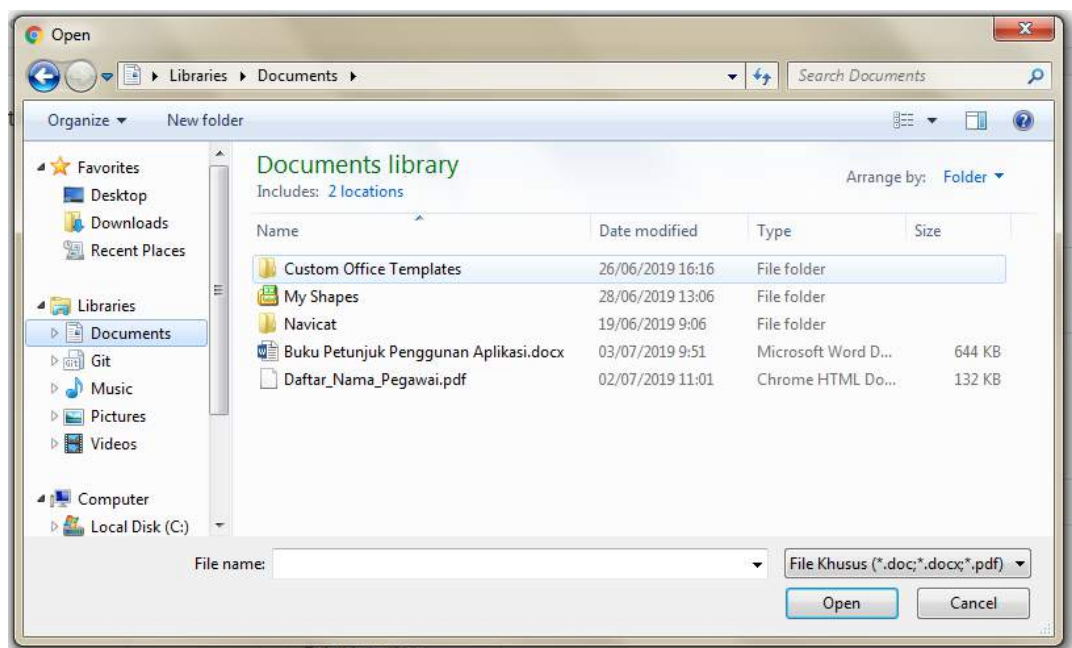 Open
Libraries Documents
Search Documents
Organize New folder
Favorites
Desktop
Downloads
Recent Places
Libraries
Documents
Git
Music
Pictures
Videos
Computer
Local Disk (C:)
Documents library
Includes: 2 locations
Arrange by: Folder
Name Date modified Type Size
Custom Office Templates 26/06/2019 16:16 File folder
My Shapes 28/06/2019 13:06 File folder
Navicat 19/06/2019 9:06 File folder
Buku Petunjuk Penggunan Aplikasi.docx 03/07/2019 9:51 Microsoft Word D... 644 KB
Daftar_Nama_Pegawai.pdf 02/07/2019 11:01 Chrome HTML Do... 132 KB
File name: File Khusus (*.doc;*.docx;*.pdf)
Open Cancel